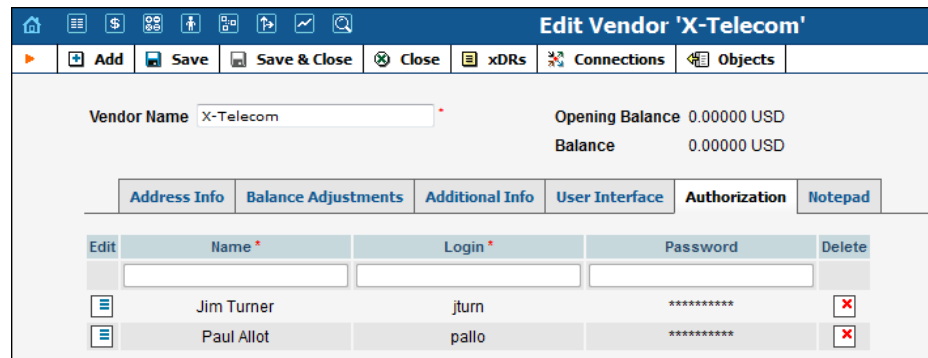 Edit Vendor 'X-Telecom'
Add Save Save & Close Close xDRs Connections Objects
Vendor Name X-Telecom * Opening Balance 0.00000 USD
Balance 0.00000 USD
Address Info Balance Adjustments Additional Info User Interface Authorization Notepad
Edit Name * Login * Password Delete
Jim Turner jturn **********
Paul Allot pallo **********